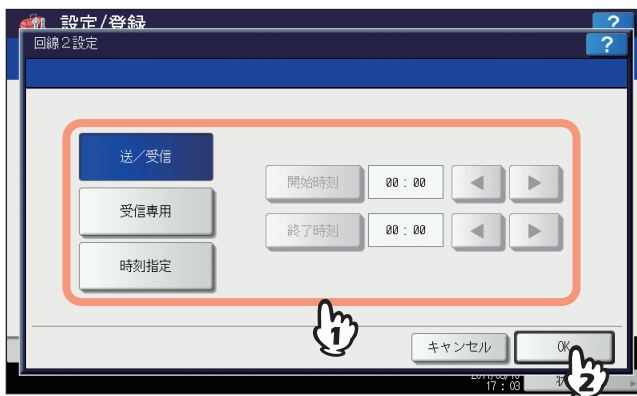 設定/登録 ?
回線2設定 ?
送/受信
開始時刻 00:00
受信専用
終了時刻 00:00
時刻指定
1
キャンセル OK
17:03
2